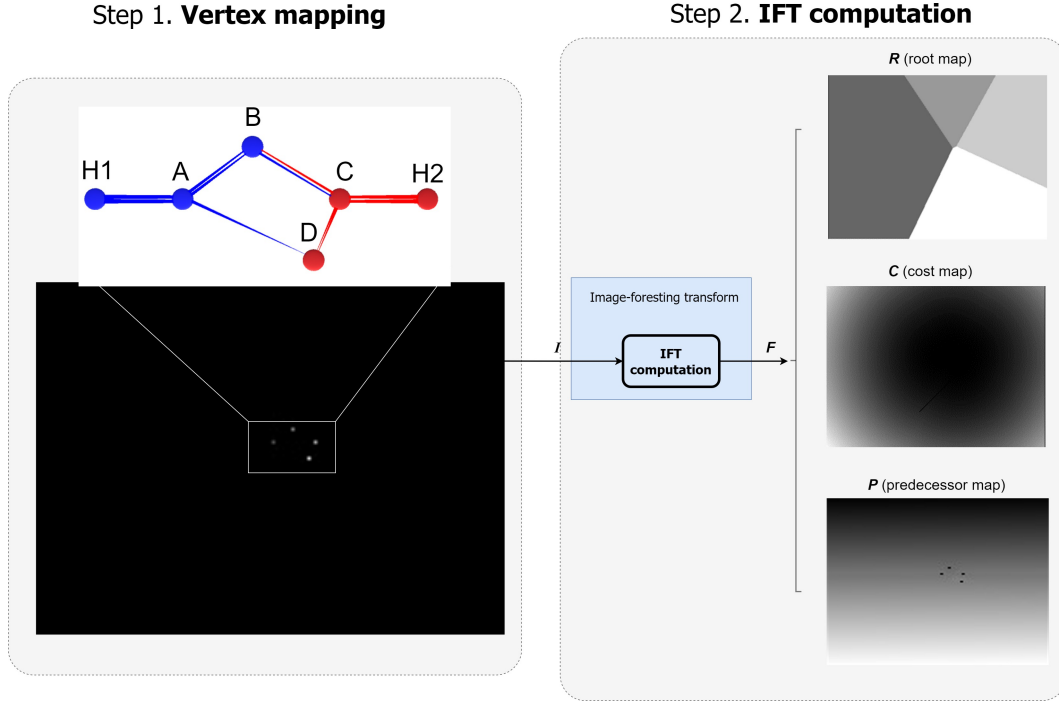 Step 1. Vertex mapping
Step 2. IFT computation
B
H1
A
C
H2
D
I
Image-foresting transform
IFT
computation
F
R (root map)
C (cost map)
P (predecessor map)